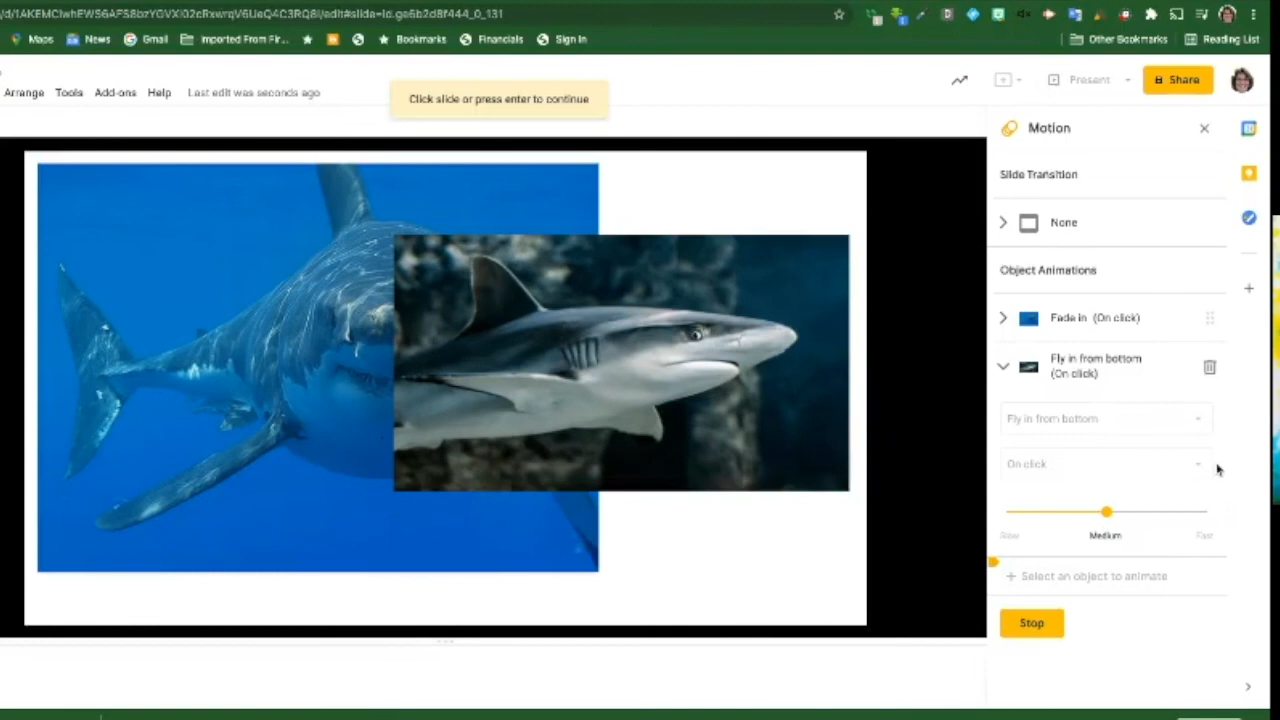 Maps News Gmail Imported From Fir... Bookmarks Financials Sign In Other Bookmarks Reading List
Arrange Tools Add-ons Help Last edit was seconds ago
Click slide or press enter to continue
Present Share
Motion
Slide Transition
None
Object Animations
Fade in (On click)
Fly in from bottom
(On click)
Fly in from bottom
On click
Slow Medium Fast
+ Select an object to animate
Stop